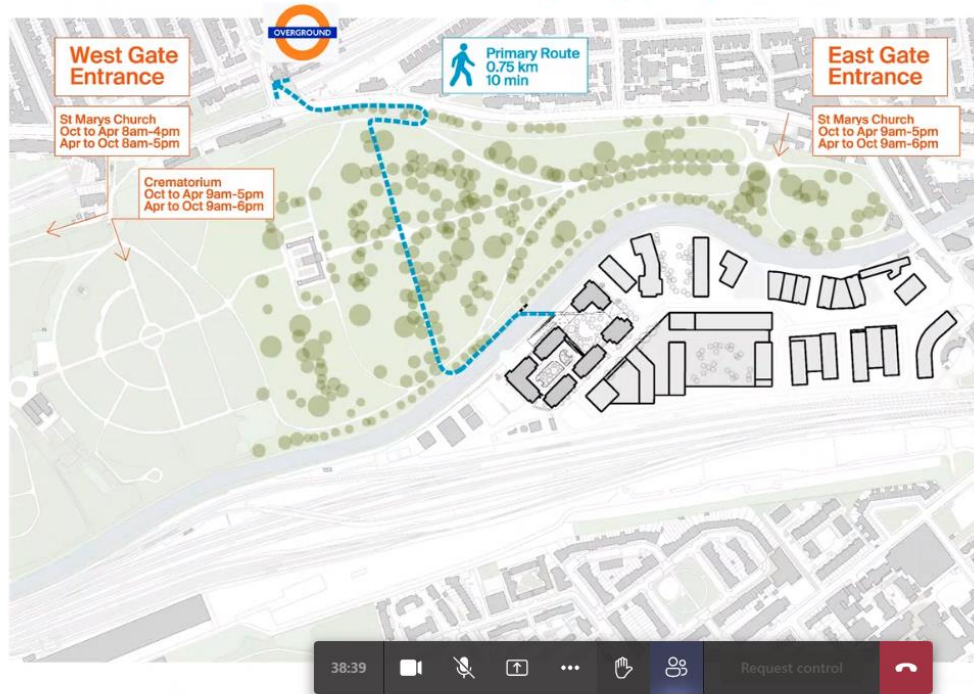 OVERGROUND
West Gate
Entrance
Primary Route
0.75 km
10 min
East Gate
Entrance
St Marys Church
Oct to Apr 8am-4pm
Apr to Oct 8am-5pm
St Marys Church
Oct to Apr 9am-5pm
Apr to Oct 9am-6pm
Crematorium
Oct to Apr 9am-5pm
Apr to Oct 9am-6pm
38:39
Request control